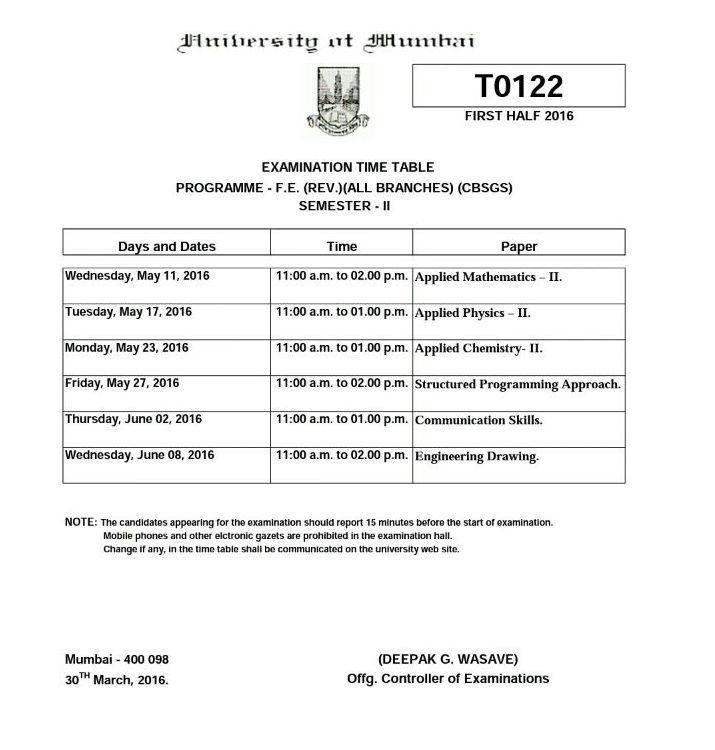 University of Mumbai
T0122
FIRST HALF 2016
EXAMINATION TIME TABLE
PROGRAMME - F.E. (REV.)(ALL BRANCHES) (CBSGS)
SEMESTER - II
Days and Dates Time Paper
Wednesday, May 11, 2016 11:00 a.m. to 02.00 p.m. Applied Mathematics – II.
Tuesday, May 17, 2016 11:00 a.m. to 01.00 p.m. Applied Physics – II.
Monday, May 23, 2016 11:00 a.m. to 01.00 p.m. Applied Chemistry- II.
Friday, May 27, 2016 11:00 a.m. to 02.00 p.m. Structured Programming Approach.
Thursday, June 02, 2016 11:00 a.m. to 01.00 p.m. Communication Skills.
Wednesday, June 08, 2016 11:00 a.m. to 02.00 p.m. Engineering Drawing.
NOTE: The candidates appearing for the examination should report 15 minutes before the start of examination.
Mobile phones and other elctronic gazets are prohibited in the examination hall.
Change if any, in the time table shall be communicated on the university web site.
Mumbai - 400 098 (DEEPAK G. WASAVE)
30TH March, 2016. Offg. Controller of Examinations